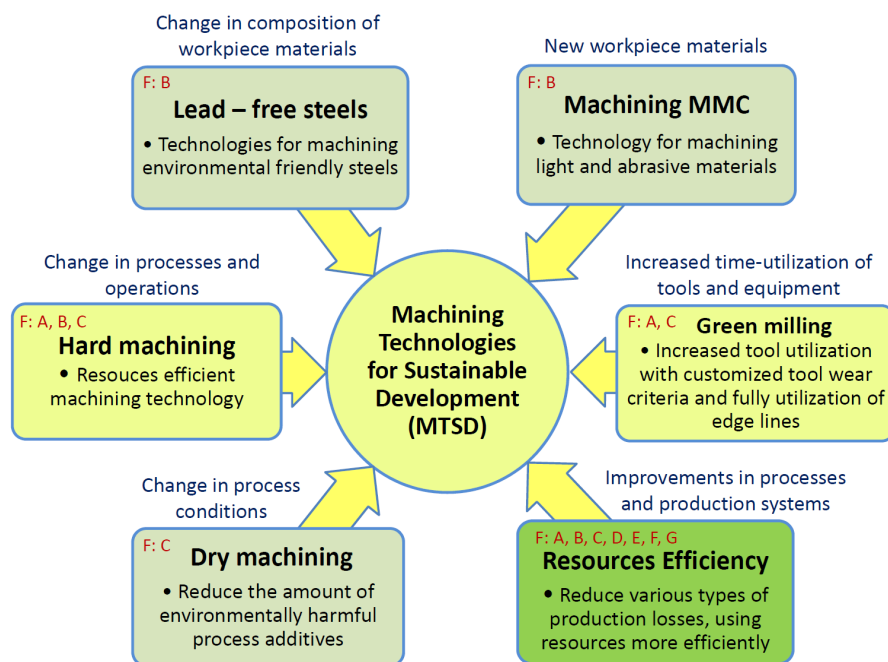 Change in composition of
workpiece materials
F: B
Lead – free steels
• Technologies for machining
environmental friendly steels
New workpiece materials
F: B
Machining MMC
• Technology for machining
light and abrasive materials
Change in processes and
operations
F: A, B, C
Hard machining
• Resouces efficient
machining technology
Machining
Technologies
for Sustainable
Development
(MTSD)
Increased time-utilization of
tools and equipment
F: A, C
Green milling
• Increased tool utilization
with customized tool wear
criteria and fully utilization of
edge lines
Change in process
conditions
F: C
Dry machining
• Reduce the amount of
environmentally harmful
process additives
Improvements in processes
and production systems
F: A, B, C, D, E, F, G
Resources Efficiency
• Reduce various types of
production losses, using
resources more efficiently